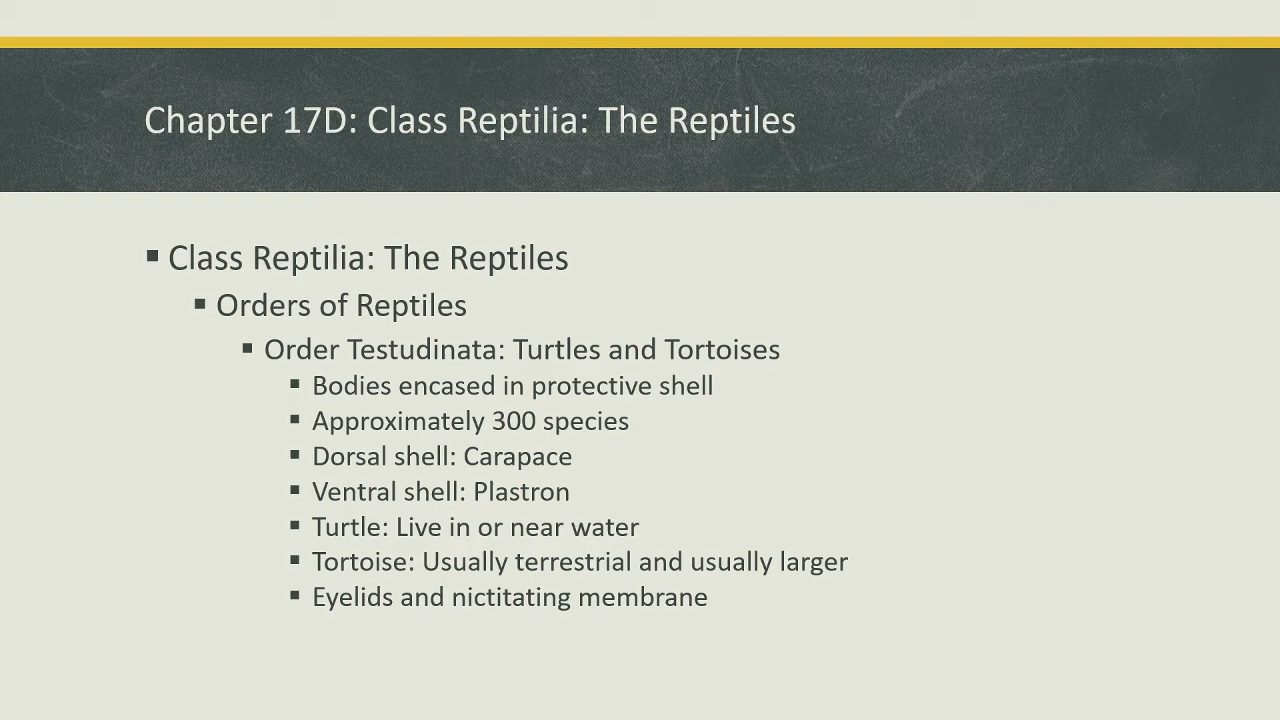 Chapter 17D: Class Reptilia: The Reptiles
▪ Class Reptilia: The Reptiles
▪ Orders of Reptiles
▪ Order Testudinata: Turtles and Tortoises
▪ Bodies encased in protective shell
▪ Approximately 300 species
▪ Dorsal shell: Carapace
▪ Ventral shell: Plastron
▪ Turtle: Live in or near water
▪ Tortoise: Usually terrestrial and usually larger
▪ Eyelids and nictitating membrane